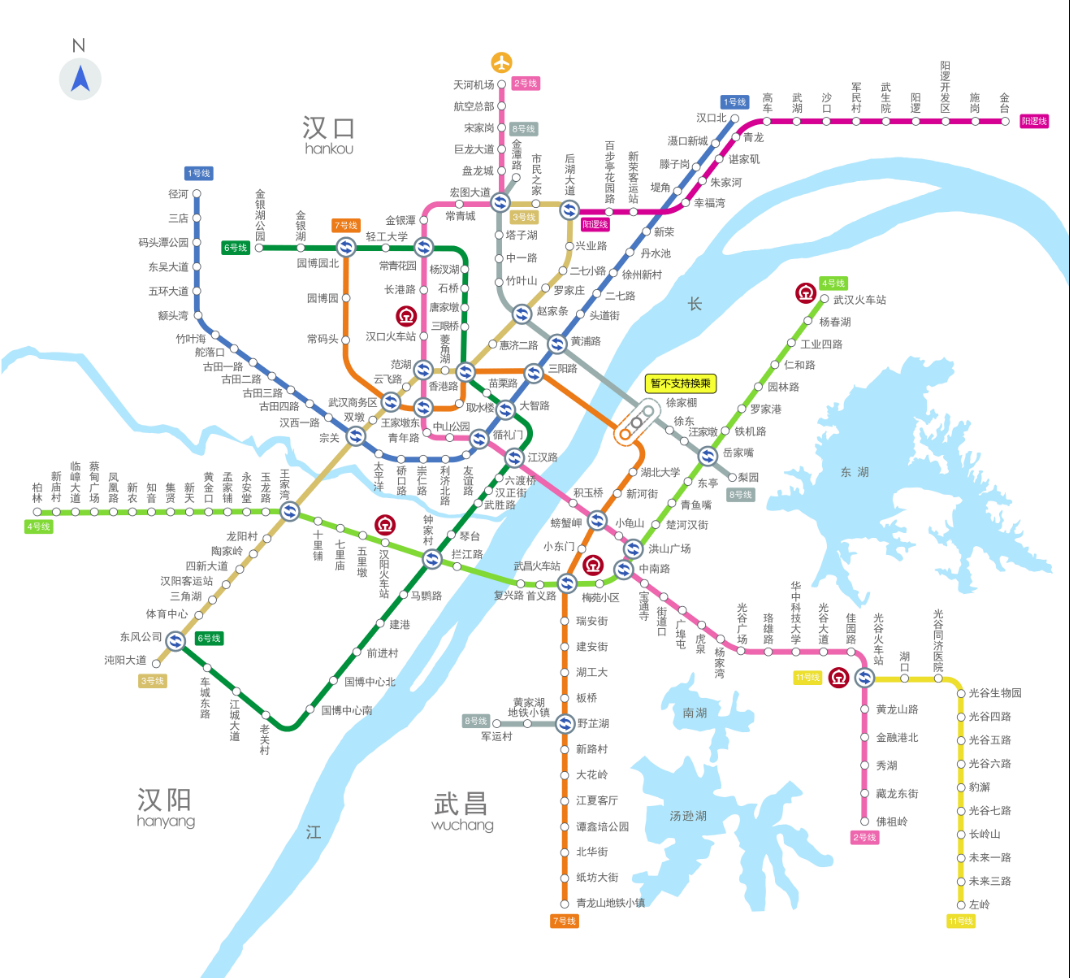 N
汉口
hankou
天河机场
2号线
航空总部
宋家岗
8号线
巨龙大道
金潭路
盘龙城
市民之家
后湖大道
百步亭花园路
新荣客运站
宏图大道
常青城
3号线
阳逻线
金银潭
1号线
汉口北
滠口新城
滕子岗
堤角
青龙
谌家矶
朱家河
幸福湾
高车
武湖
沙口
军民村
武生院
阳逻
阳逻开发区
施岗
金台
阳逻线
1号线
径河
三店
码头潭公园
东吴大道
五环大道
额头湾
竹叶海
舵落口
古田一路
古田二路
古田三路
古田四路
汉西一路
宗关
双墩
6号线
金银湖公园
金银湖
7号线
园博园北
轻工大学
常青花园
园博园
常码头
长港路
汉口火车站
杨汊湖
石桥
唐家墩
三眼桥
菱角湖
范湖
云飞路
武汉商务区
香港路
王家墩东
青年路
中山公园
取水楼
苗栗路
大智路
循礼门
江汉路
六渡桥
汉正街
武胜路
塔子湖
中一路
竹叶山
兴业路
二七小路
罗家庄
赵家条
惠济二路
黄浦路
三阳路
头道街
二七路
徐州新村
丹水池
新荣
太平洋
硚口路
崇仁路
利济北路
友谊路
长
暂不支持换乘
徐家棚
徐东
汪家墩
岳家嘴
梨园
8号线
4号线
武汉火车站
杨春湖
工业四路
仁和路
园林路
罗家港
铁机路
东亭
青鱼嘴
楚河汉街
东湖
湖北大学
新河街
积玉桥
螃蟹岬
小龟山
洪山广场
中南路
小东门
武昌火车站
梅苑小区
首义路
复兴路
柏林
新庙村
临嶂大道
蔡甸广场
凤凰路
新农
知音
集贤
新天
黄金口
孟家铺
永安堂
玉龙路
王家湾
4号线
十里铺
七里庙
五里墩
汉阳火车站
钟家村
琴台
拦江路
马鹦路
建港
前进村
国博中心北
国博中心南
龙阳村
陶家岭
四新大道
汉阳客运站
三角湖
体育中心
东风公司
沌阳大道
3号线
6号线
车城东路
江城大道
老关村
瑞安街
建安街
湖工大
板桥
黄家湖
地铁小镇
8号线
军运村
野芷湖
新路村
大花岭
江夏客厅
谭鑫培公园
北华街
纸坊大街
青龙山地铁小镇
7号线
宝通寺
街道口
广埠屯
虎泉
杨家湾
光谷广场
珞雄路
华中科技大学
光谷大道
佳园路
光谷火车站
湖口
光谷同济医院
11号线
黄龙山路
金融港北
秀湖
藏龙东街
佛祖岭
2号线
光谷生物园
光谷四路
光谷五路
光谷六路
豹澥
光谷七路
长岭山
未来一路
未来三路
左岭
11号线
南湖
汤逊湖
汉阳
hanyang
武昌
wuchang
江